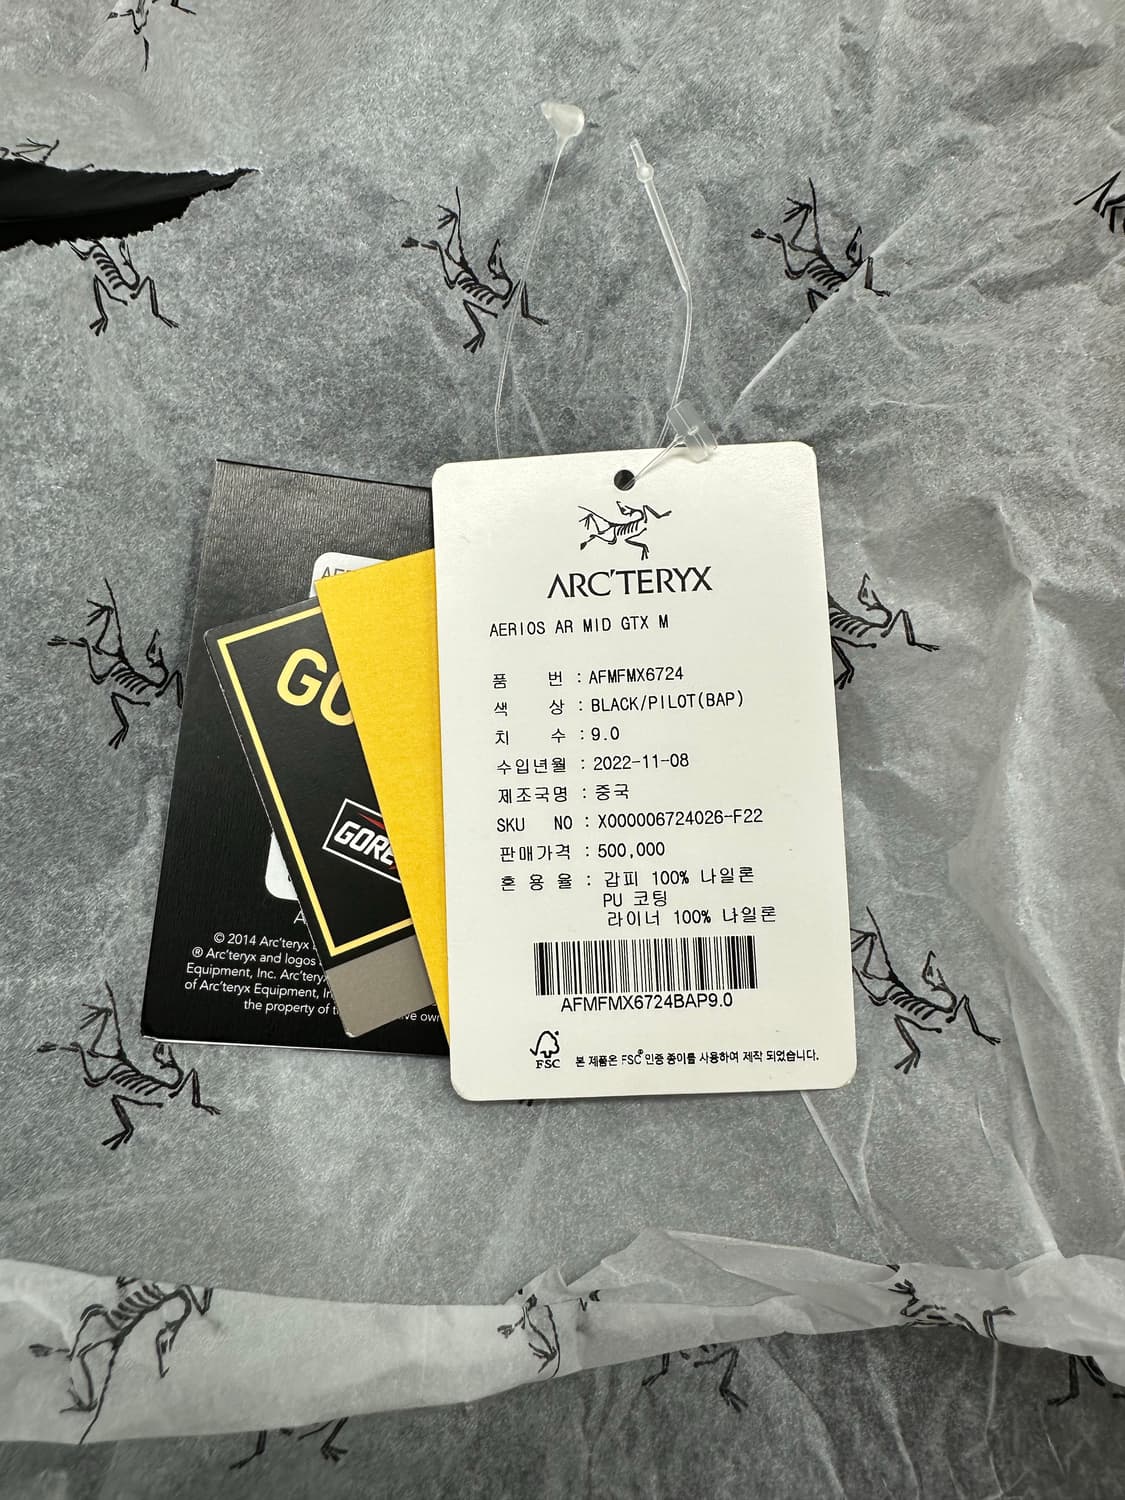 ARC'TERYX
AERIOS AR MID GTX M
품 번 : AFMFMX6724
색 상 : BLACK/PILOT(BAP)
치 수 : 9.0
수입년월 : 2022-11-08
제조국명 : 중국
SKU NO : X000006724026-F22
판매가격 : 500,000
혼 용 율 : 갑피 100% 나일론
PU 코팅
라이너 100% 나일론
AFMFMX6724BAP9.0
FSC
본 제품은 FSC® 인증 종이를 사용하여 제작 되었습니다.
GO
GORE
© 2014 Arc'teryx
® Arc'teryx and logos
Equipment, Inc. Arc'teryx
of Arc'teryx Equipment, In
the property of